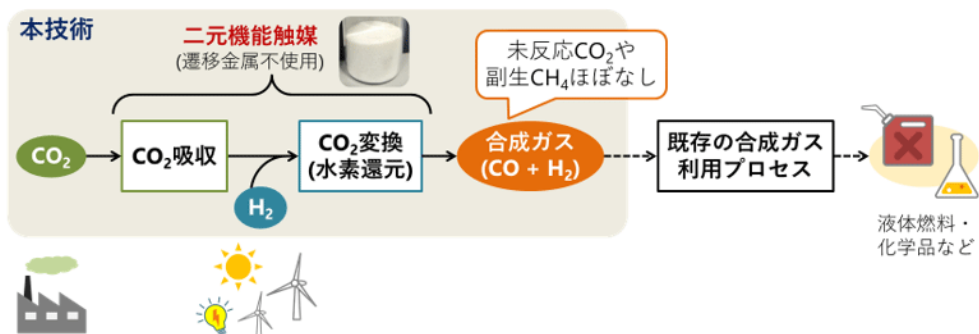 本技術
二元機能触媒
(遷移金属不使用)
未反応CO₂や
副生CH₄ほぼなし
CO₂
CO₂吸収
H₂
CO₂変換
(水素還元)
合成ガス
(CO + H₂)
既存の合成ガス
利用プロセス
液体燃料・
化学品など